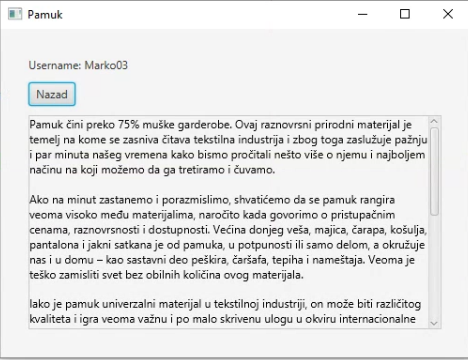 Pamuk
Username: Marko03
Nazad
Pamuk čini preko 75% muške garderobe. Ovaj raznovrsni prirodni materijal je
temelj na kome se zasniva čitava tekstilna industrija i zbog toga zaslužuje pažnju
i par minuta našeg vremena kako bismo pročitali nešto više o njemu i najboljem
načinu na koji možemo da ga tretiramo i čuvamo.
Ako na minut zastanemo i porazmislimo, shvatićemo da se pamuk rangira
veoma visoko među materijalima, naročito kada govorimo o pristupačnim
cenama, raznovrsnosti i dostupnosti. Većina donjeg veša, majica, čarapa, košulja,
pantalona i jakni satkana je od pamuka, u potpunosti ili samo delom, a okružuje
nas i u domu – kao sastavni deo peškira, čaršafa, tepiha i nameštaja. Veoma je
teško zamisliti svet bez obilnih količina ovog materijala.
Iako je pamuk univerzalni materijal u tekstilnoj industriji, on može biti različitog
kvaliteta i igra veoma važnu i po malo skrivenu ulogu u okviru internacionalne